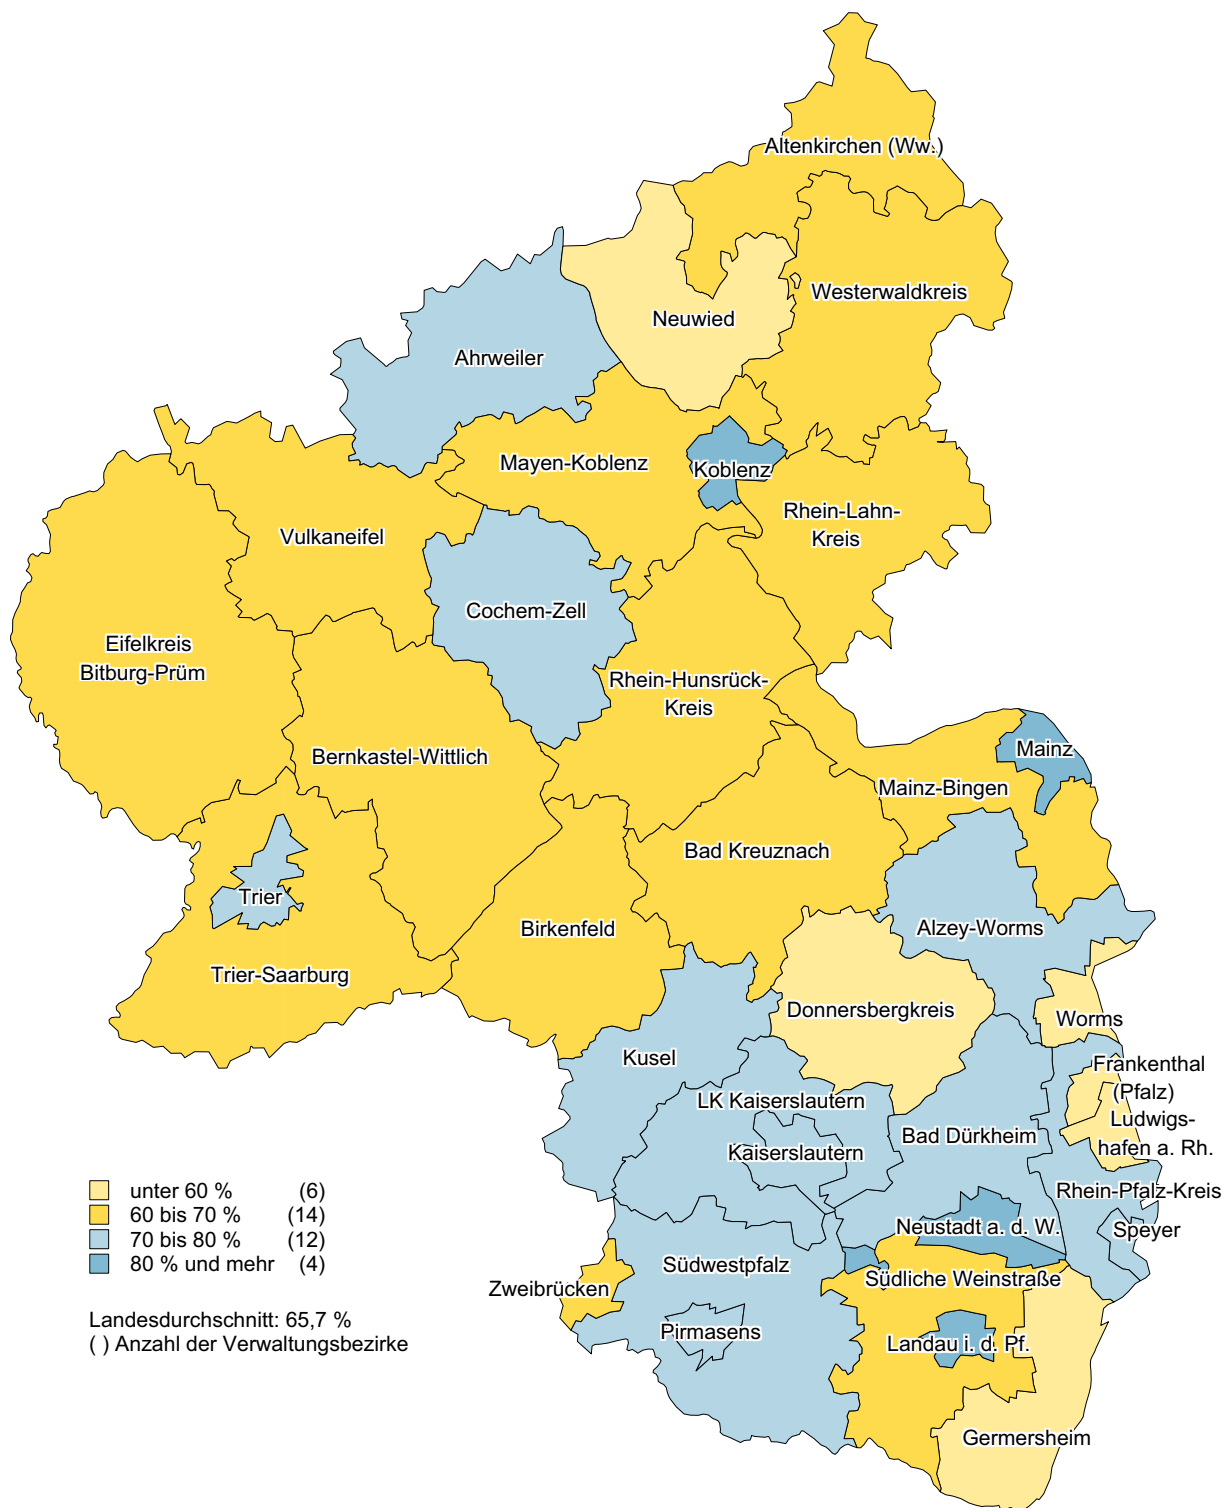 Altenkirchen (Ww.)
Westerwaldkreis
Neuwied
Ahrweiler
Mayen-Koblenz
Koblenz
Rhein-Lahn-
Kreis
Vulkaneifel
Cochem-Zell
Eifelkreis
Bitburg-Prüm
Rhein-Hunsrück-
Kreis
Bernkastel-Wittlich
Mainz
Mainz-Bingen
Bad Kreuznach
Trier
Birkenfeld
Alzey-Worms
Trier-Saarburg
Donnersbergkreis
Worms
Kusel
Frankenthal
(Pfalz)
LK Kaiserslautern
Ludwigs-
hafen a. Rh.
Bad Dürkheim
Kaiserslautern
Rhein-Pfalz-Kreis
Neustadt a. d. W.
Speyer
Südwestpfalz
Südliche Weinstraße
Zweibrücken
Pirmasens
Landau i. d. Pf.
Germersheim
unter 60 % (6)
60 bis 70 % (14)
70 bis 80 % (12)
80 % und mehr (4)
Landesdurchschnitt: 65,7 %
( ) Anzahl der Verwaltungsbezirke